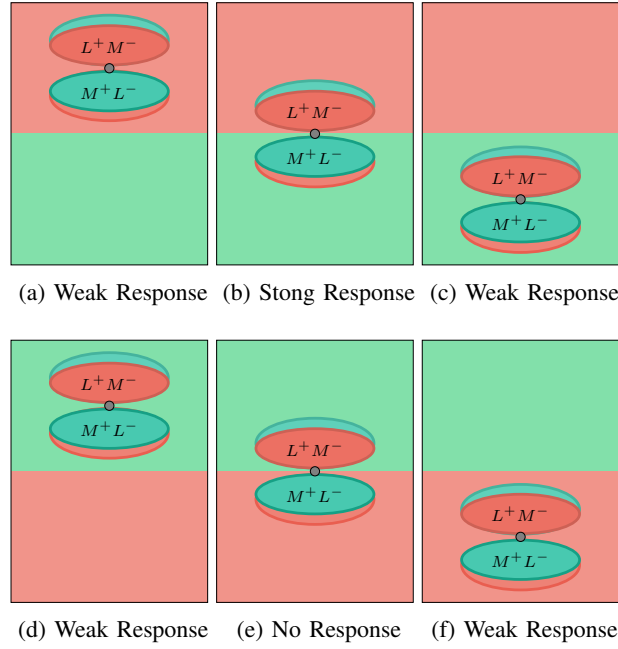 L⁺M⁻ L⁺M⁻ L⁺M⁻
M⁺L⁻ M⁺L⁻ M⁺L⁻
(a) Weak Response (b) Stong Response (c) Weak Response
L⁺M⁻ L⁺M⁻ L⁺M⁻
M⁺L⁻ M⁺L⁻ M⁺L⁻
(d) Weak Response (e) No Response (f) Weak Response